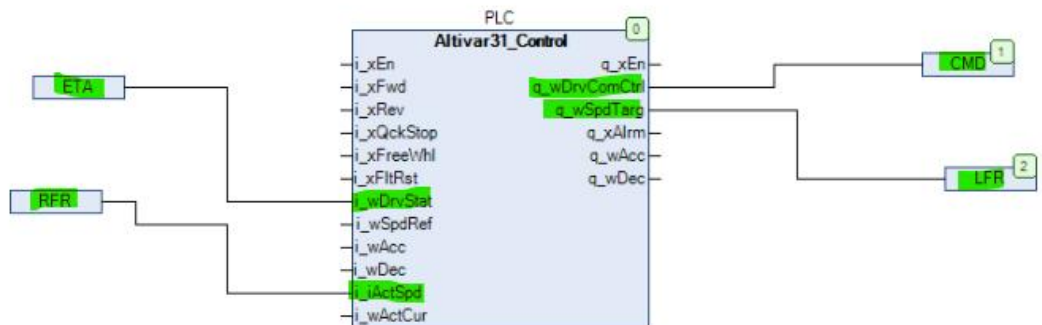 PLC
0
Altivar31_Control
i_xEn
q_xEn
CMD
1
ETA
i_xFwd
q_wDrvComCtrl
i_xRev
q_wSpdTarg
i_xQckStop
q_xAlrm
i_xFreeWhl
q_wAcc
i_xFltRst
q_wDec
LFR
2
RFR
i_wDrvStat
i_wSpdRef
i_wAcc
i_wDec
i_iActSpd
i_wActCur